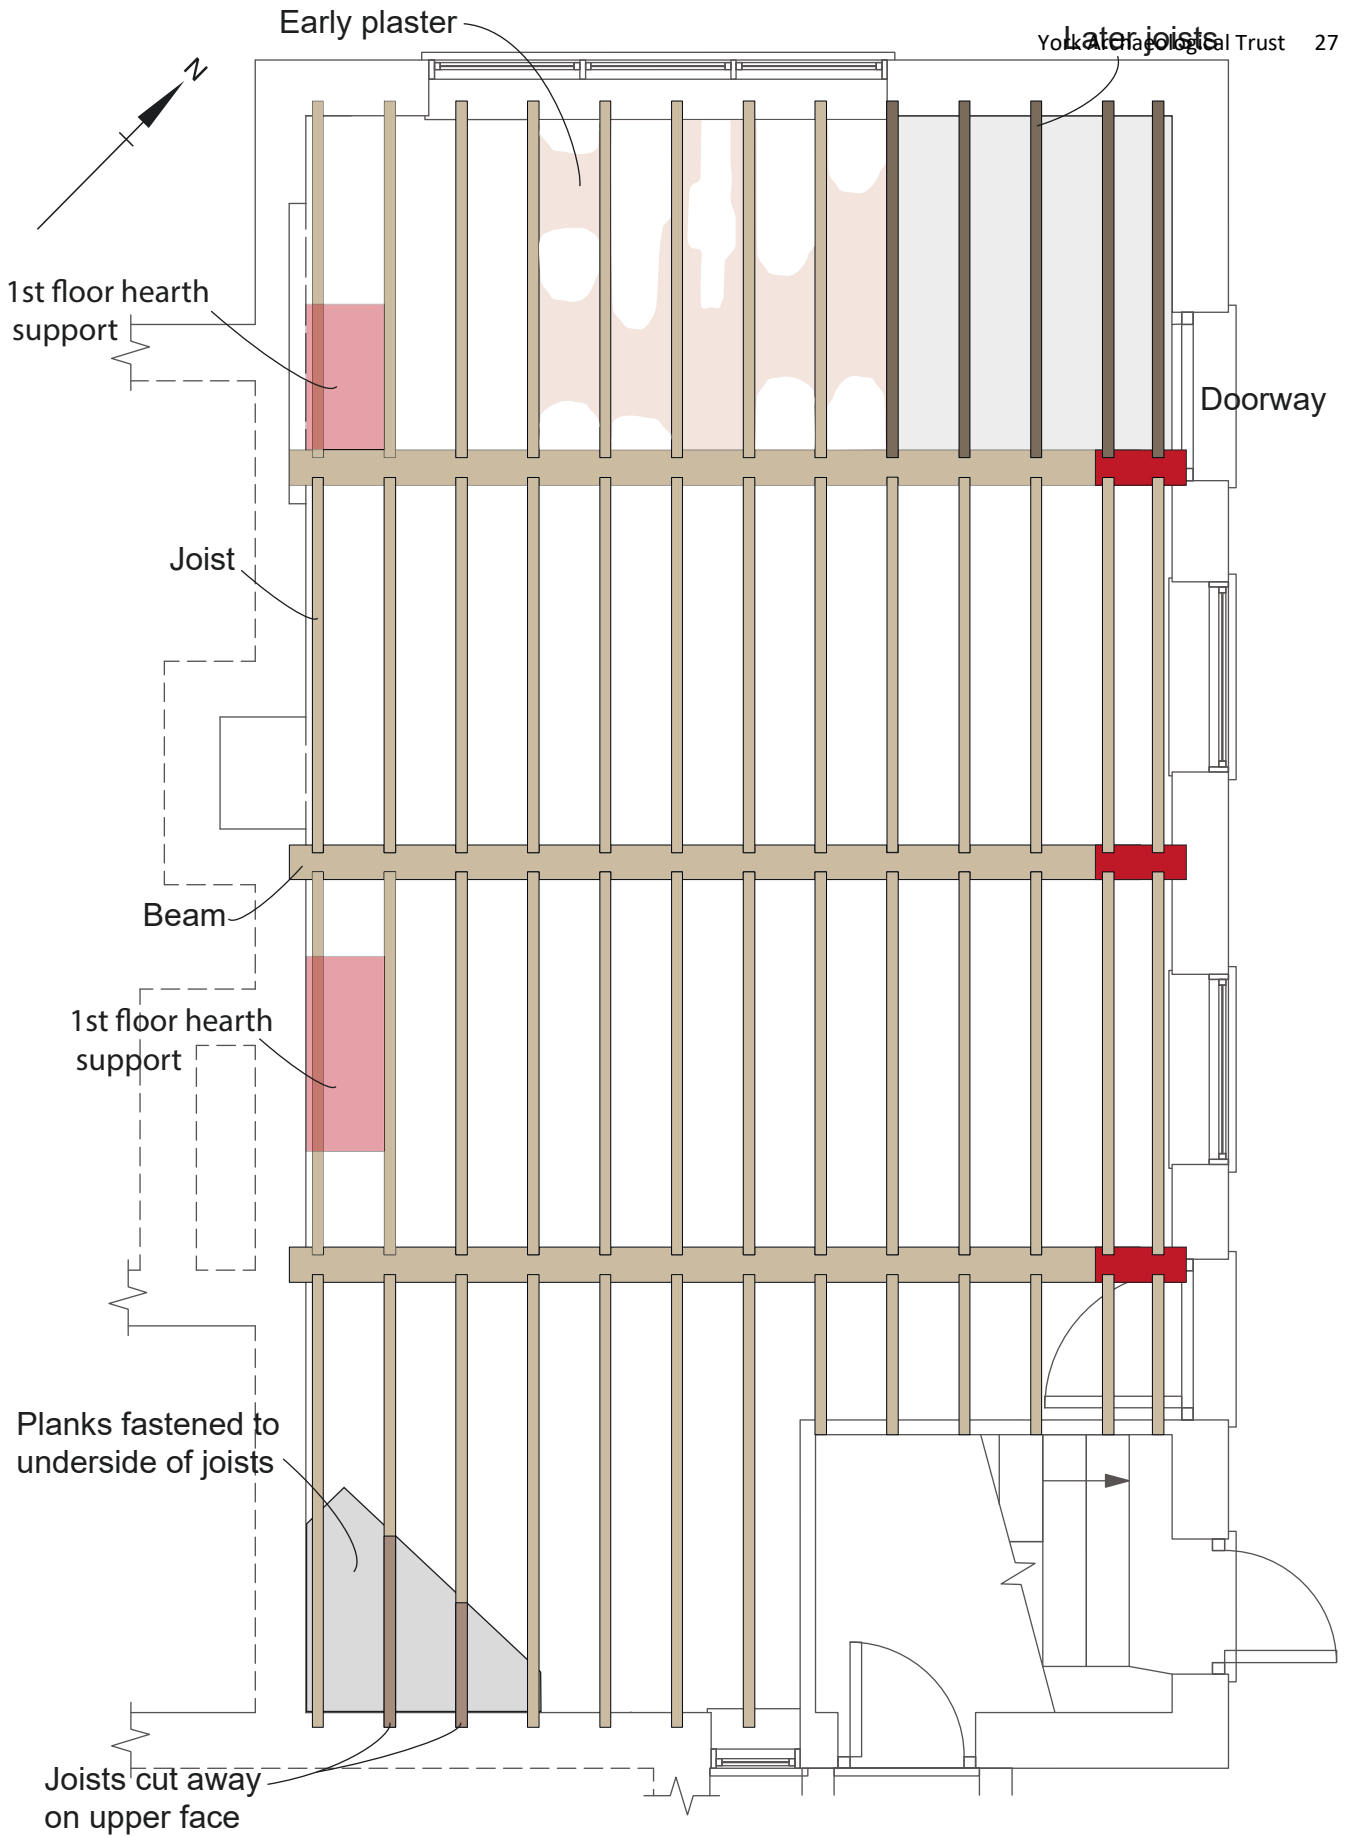 Early plaster
Later joists
York Archaeological Trust 27
N
1st floor hearth
support
Doorway
Joist
Beam
1st floor hearth
support
Planks fastened to
underside of joists
Joists cut away
on upper face